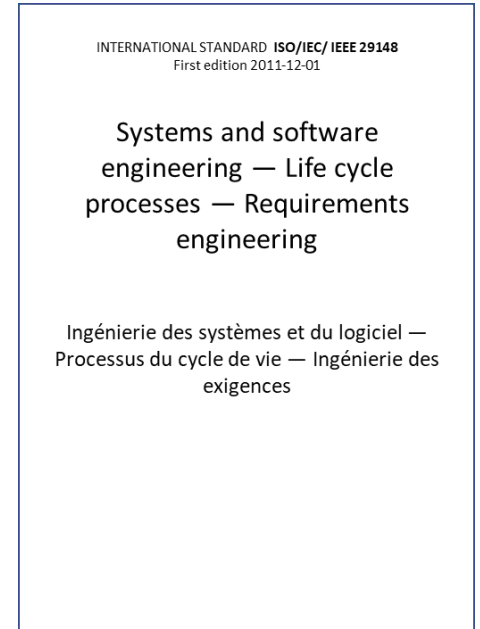 INTERNATIONAL STANDARD ISO/IEC/ IEEE 29148
First edition 2011-12-01
Systems and software
engineering — Life cycle
processes — Requirements
engineering
Ingénierie des systèmes et du logiciel —
Processus du cycle de vie — Ingénierie des
exigences